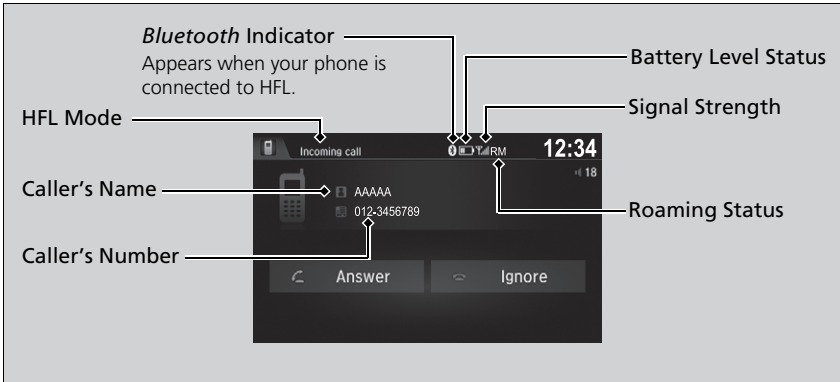 Bluetooth Indicator
Appears when your phone is
connected to HFL.
Battery Level Status
HFL Mode
Signal Strength
Incoming call
RM
12:34
18
Caller's Name
AAAAA
012-3456789
Roaming Status
Caller's Number
Answer
Ignore